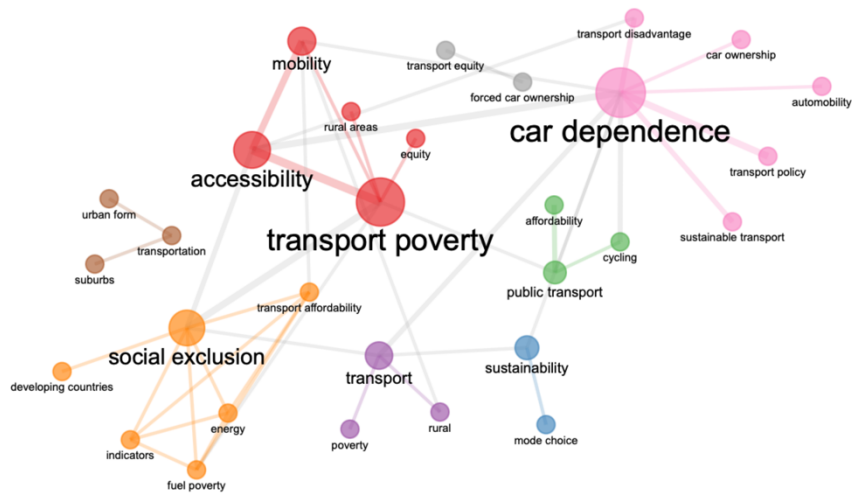 transport disadvantage
car ownership
mobility
transport equity
forced car ownership
automobility
rural areas
car dependence
equity
transport policy
accessibility
urban form
affordability
sustainable transport
transport poverty
transportation
cycling
suburbs
public transport
transport affordability
social exclusion
transport
sustainability
developing countries
energy
rural
poverty
mode choice
indicators
fuel poverty